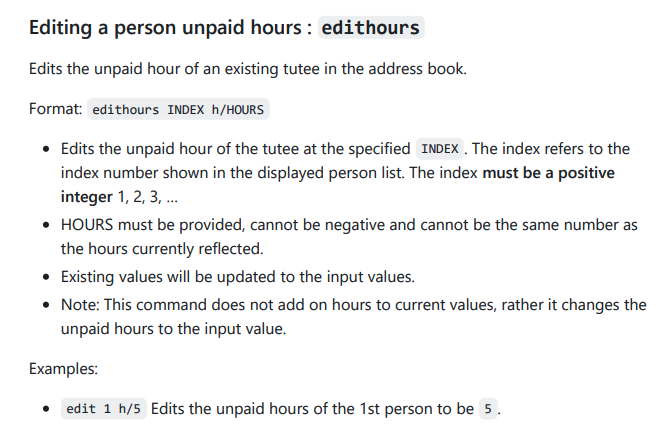 Editing a person unpaid hours : edithours
Edits the unpaid hour of an existing tutee in the address book.
Format: edithours INDEX h/HOURS
• Edits the unpaid hour of the tutee at the specified INDEX . The index refers to the
index number shown in the displayed person list. The index must be a positive
integer 1, 2, 3, …
• HOURS must be provided, cannot be negative and cannot be the same number as
the hours currently reflected.
• Existing values will be updated to the input values.
• Note: This command does not add on hours to current values, rather it changes the
unpaid hours to the input value.
Examples:
• edit 1 h/5 Edits the unpaid hours of the 1st person to be 5 .